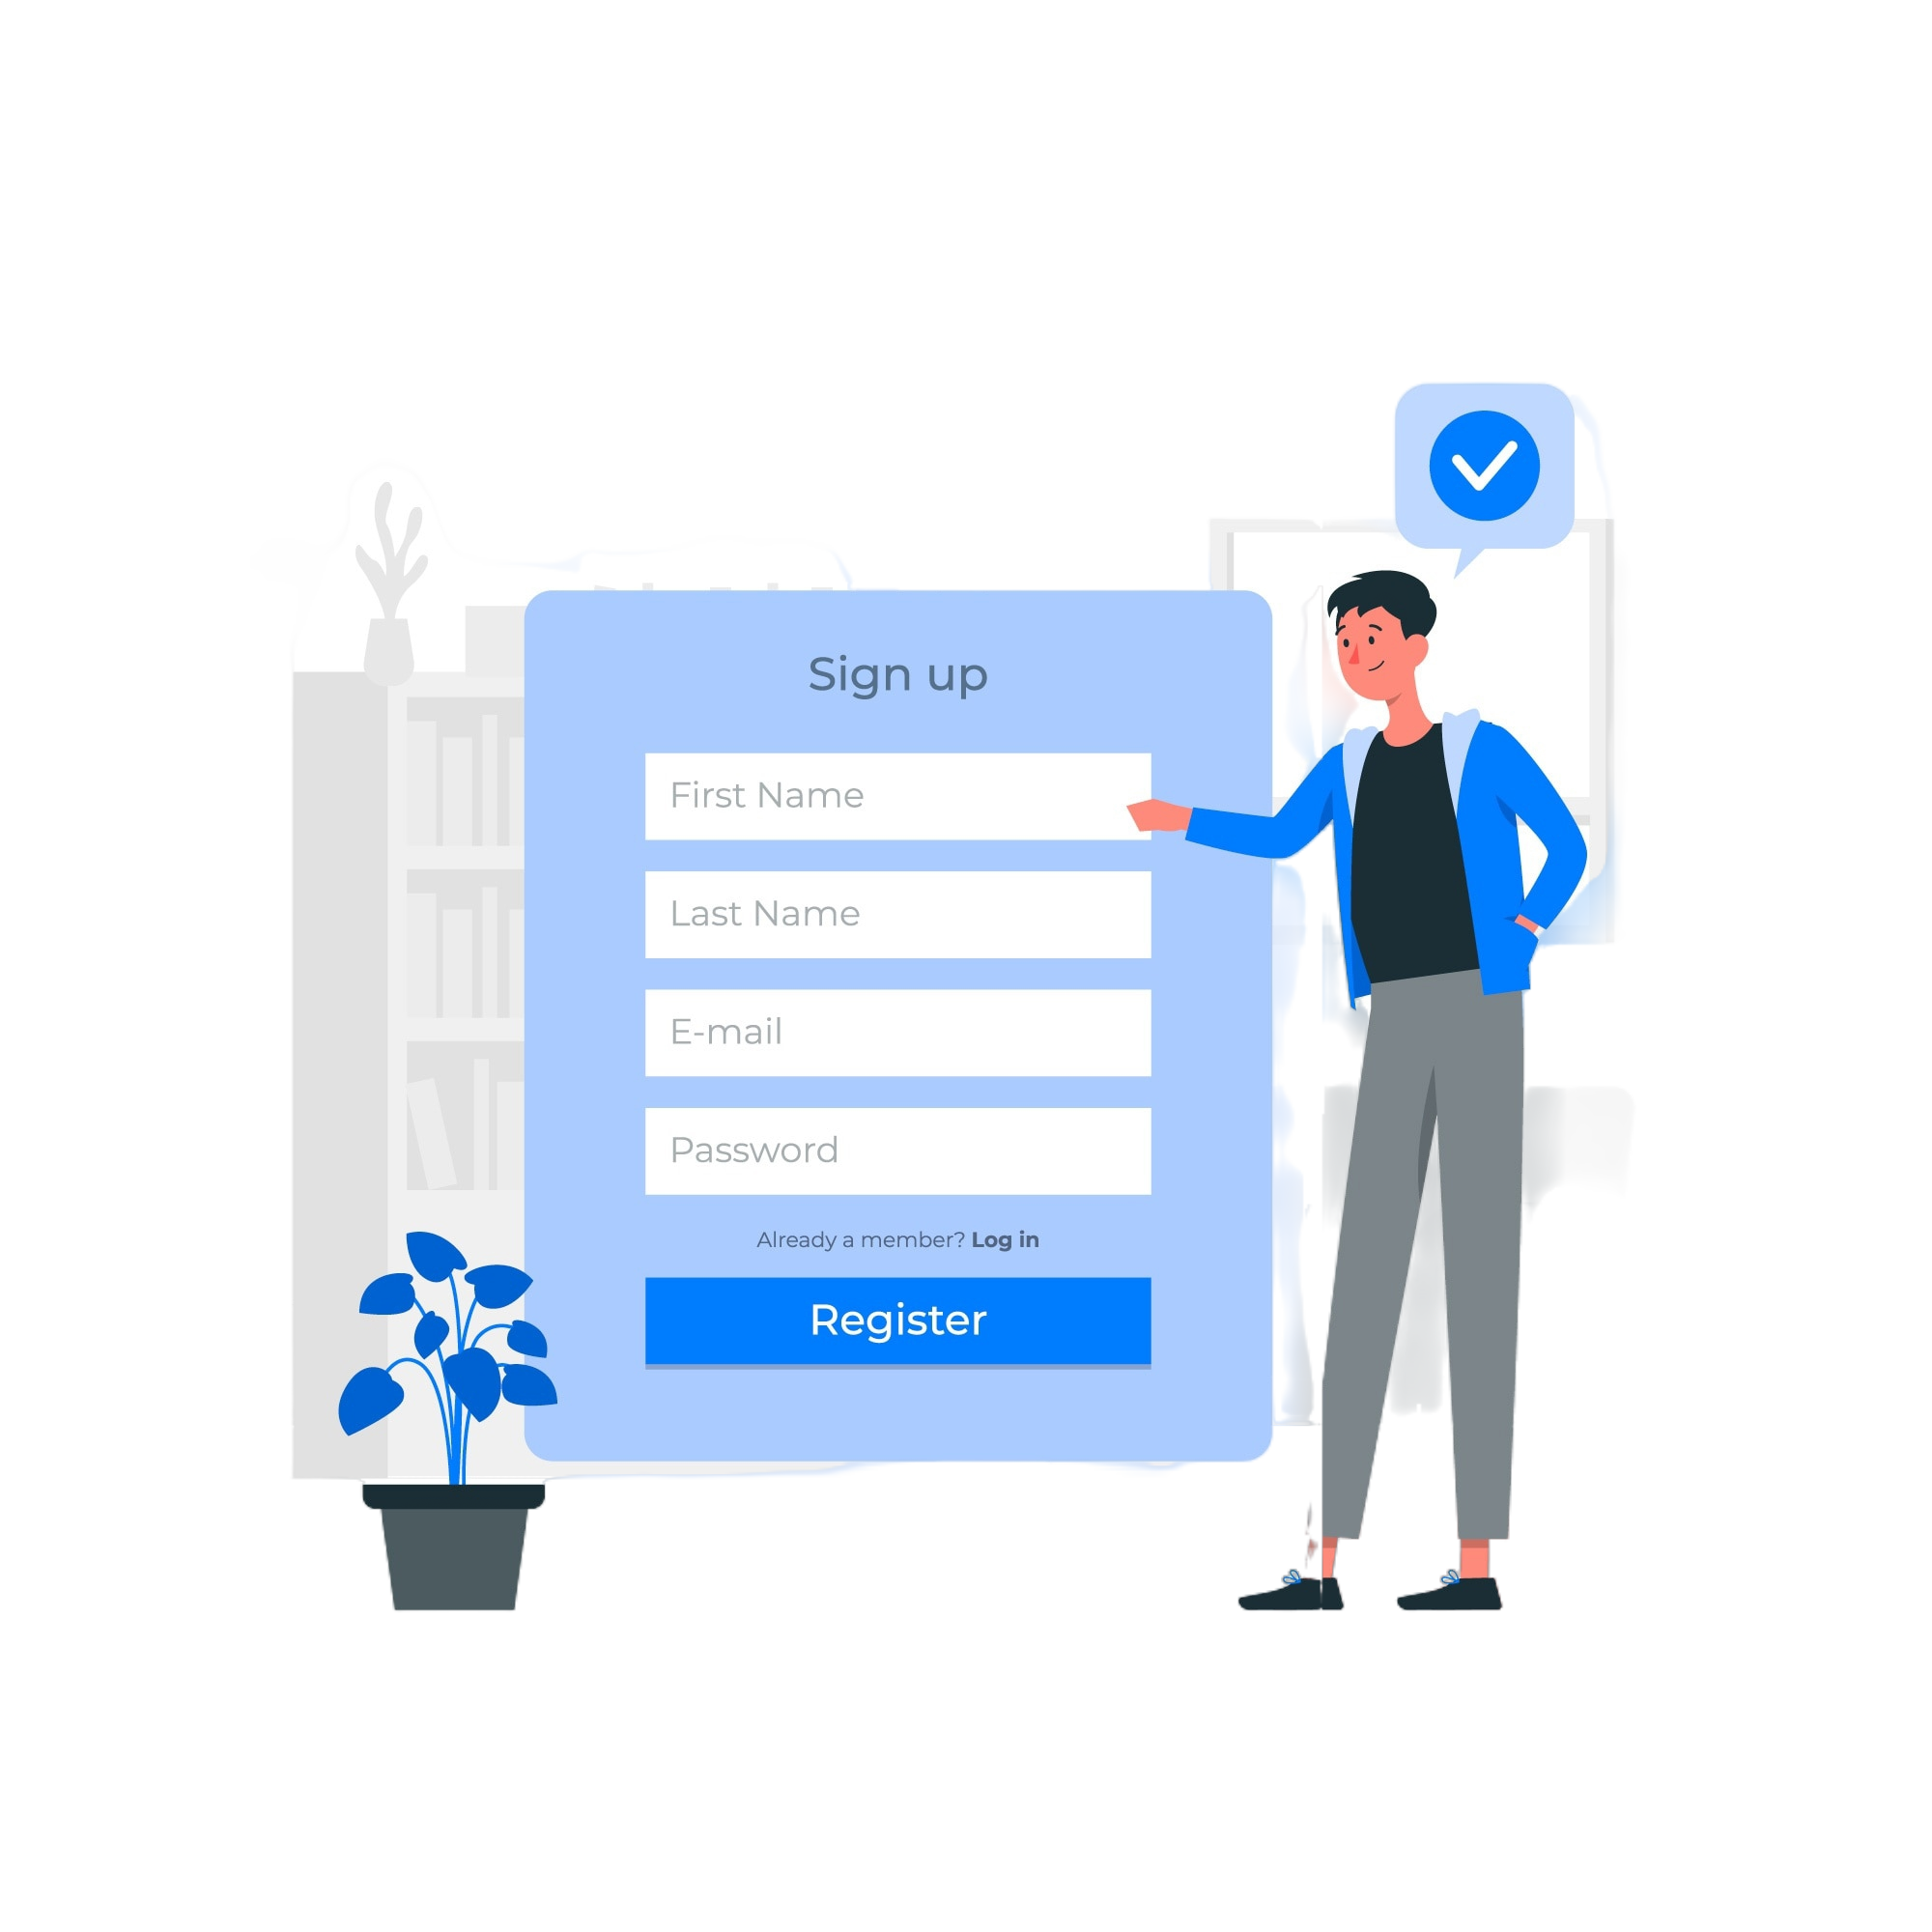 Sign up
First Name
Last Name
E-mail
Password
Already a member? Log in
Register